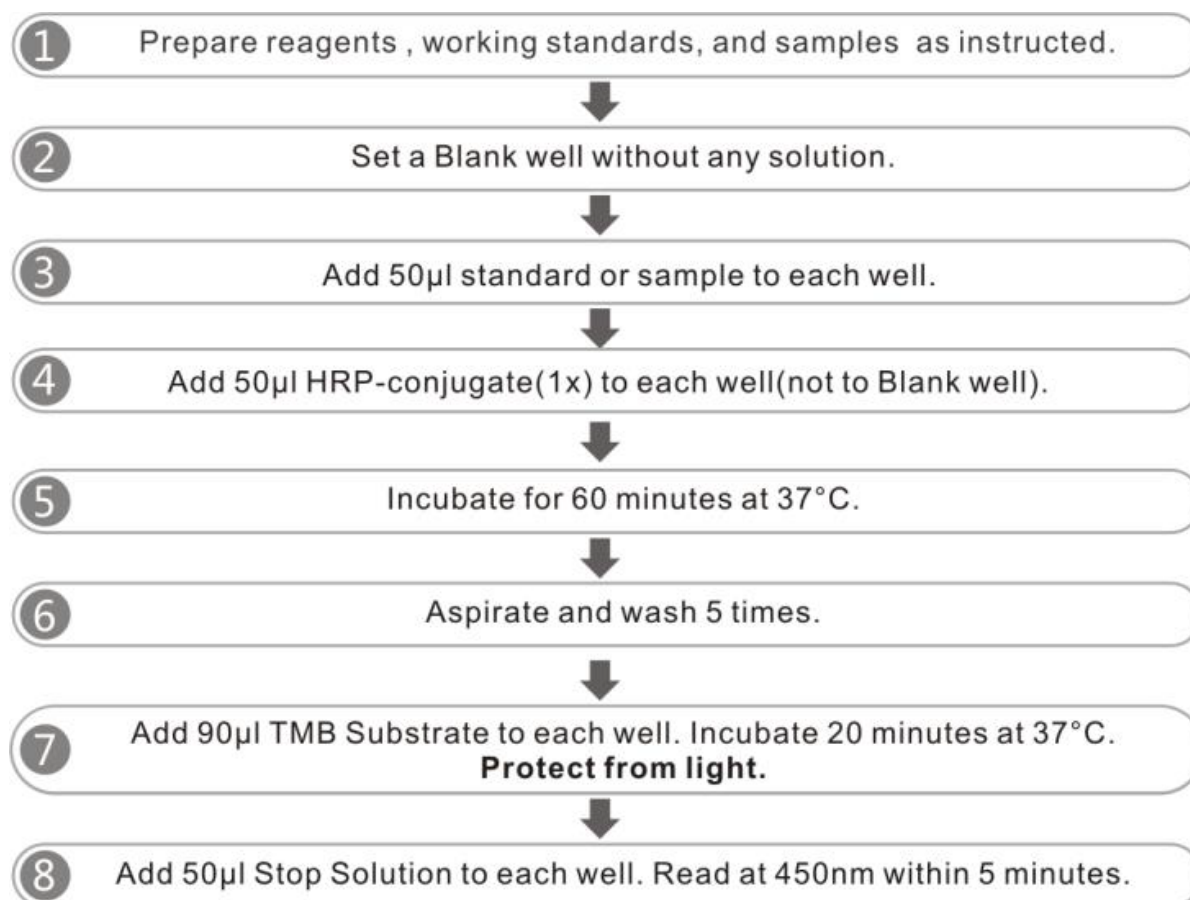 1 Prepare reagents , working standards, and samples as instructed.
2 Set a Blank well without any solution.
3 Add 50µl standard or sample to each well.
4 Add 50µl HRP-conjugate(1x) to each well(not to Blank well).
5 Incubate for 60 minutes at 37°C.
6 Aspirate and wash 5 times.
7 Add 90µl TMB Substrate to each well. Incubate 20 minutes at 37°C.
Protect from light.
8 Add 50µl Stop Solution to each well. Read at 450nm within 5 minutes.